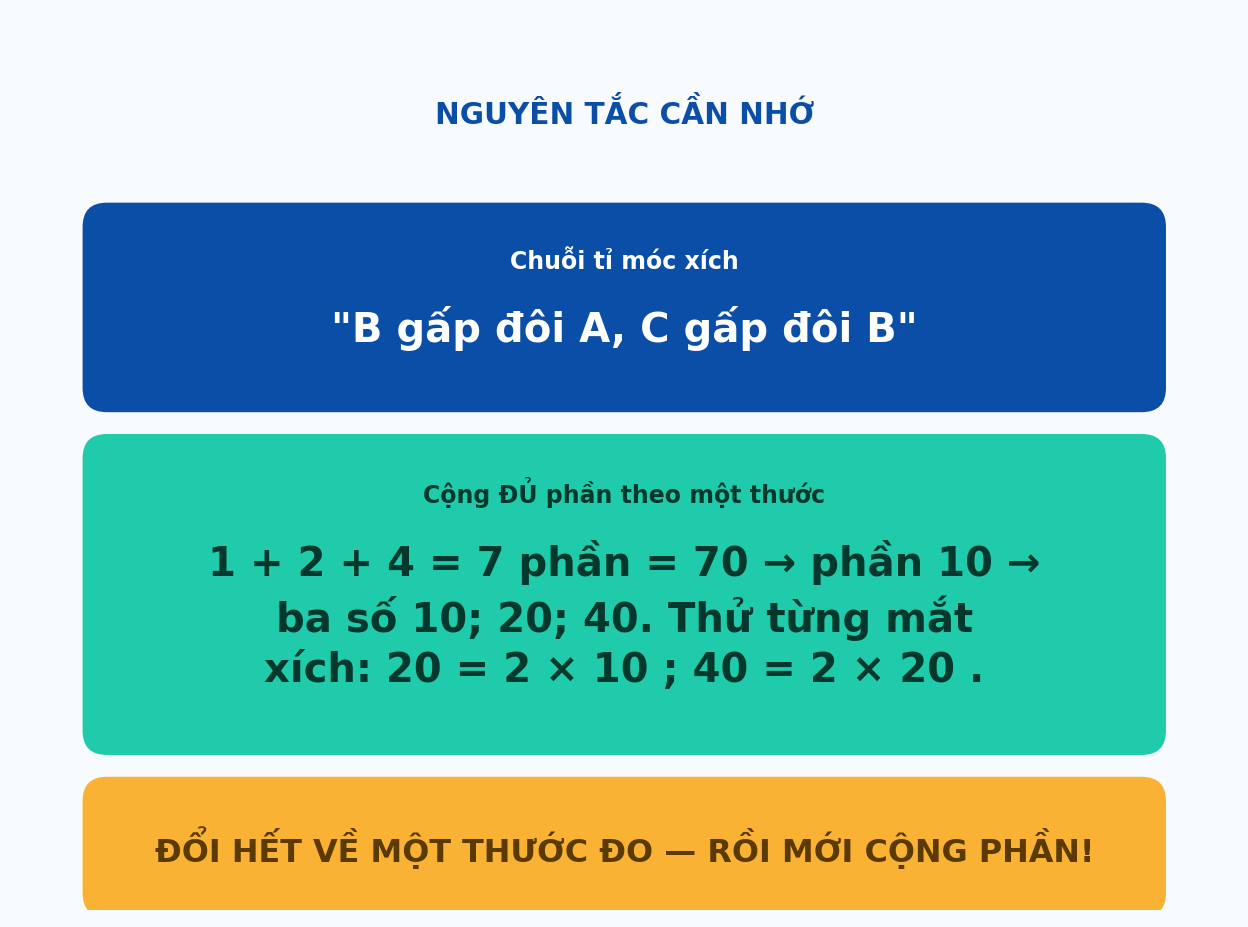 NGUYÊN TẮC CẦN NHỚ
Chuỗi tỉ móc xích
"B gấp đôi A, C gấp đôi B"
Cộng ĐỦ phần theo một thước
1 + 2 + 4 = 7 phần = 70 → phần 10 →
ba số 10; 20; 40. Thử từng mắt
xích: 20 = 2 × 10 ; 40 = 2 × 20 .
ĐỔI HẾT VỀ MỘT THƯỚC ĐO — RỒI MỚI CỘNG PHẦN!